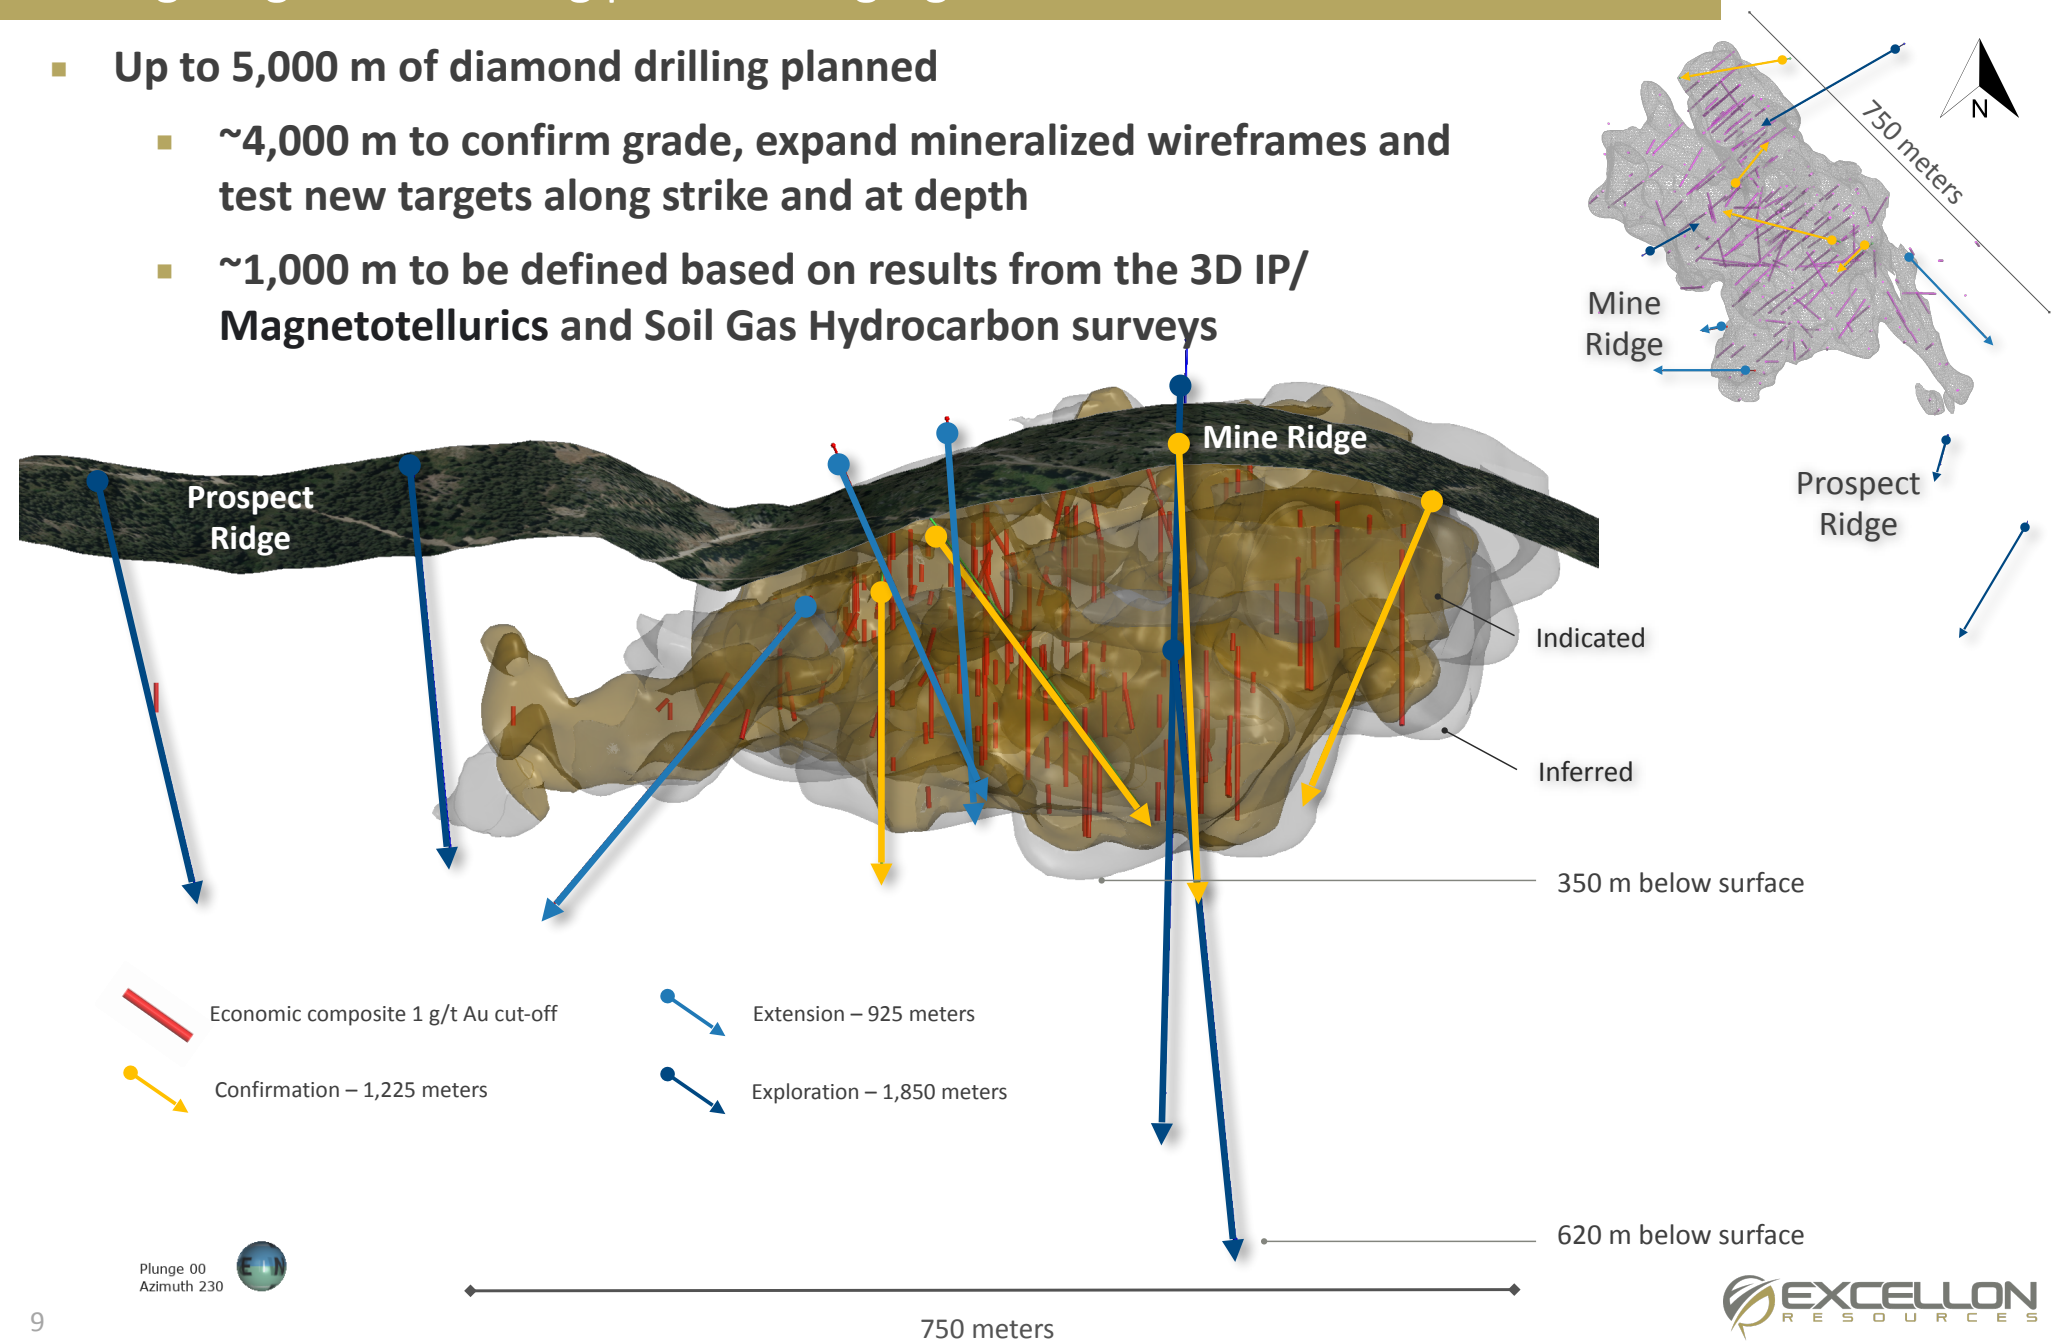 Up to 5,000 m of diamond drilling planned
~4,000 m to confirm grade, expand mineralized wireframes and
test new targets along strike and at depth
~1,000 m to be defined based on results from the 3D IP/
Magnetotellurics and Soil Gas Hydrocarbon surveys
N
750 meters
Mine
Ridge
Prospect
Ridge
Mine Ridge
Prospect
Ridge
Indicated
Inferred
350 m below surface
620 m below surface
Economic composite 1 g/t Au cut-off
Extension – 925 meters
Confirmation – 1,225 meters
Exploration – 1,850 meters
Plunge 00
Azimuth 230
E N
750 meters
9
EXCELLON
RESOURCES